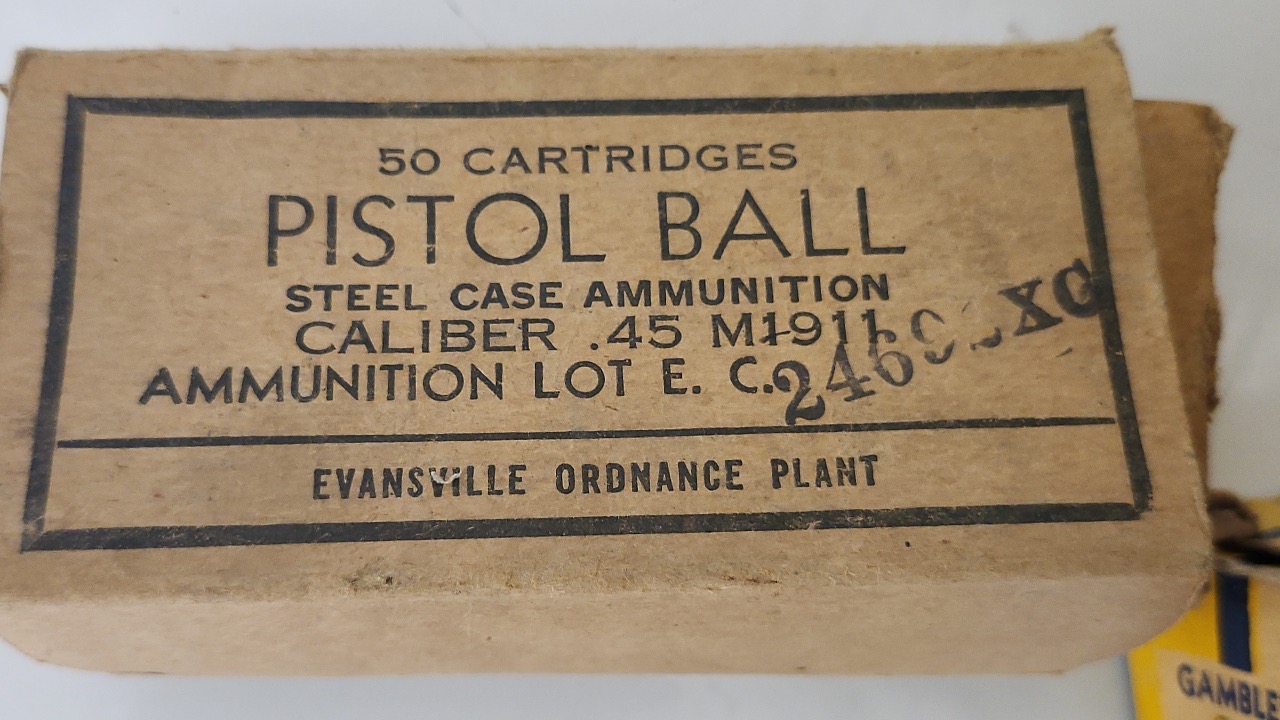 50 CARTRIDGES
PISTOL BALL
STEEL CASE AMMUNITION
CALIBER .45 M1911
AMMUNITION LOT E. C.
EVANSVILLE ORDNANCE PLANT
GAMBLE